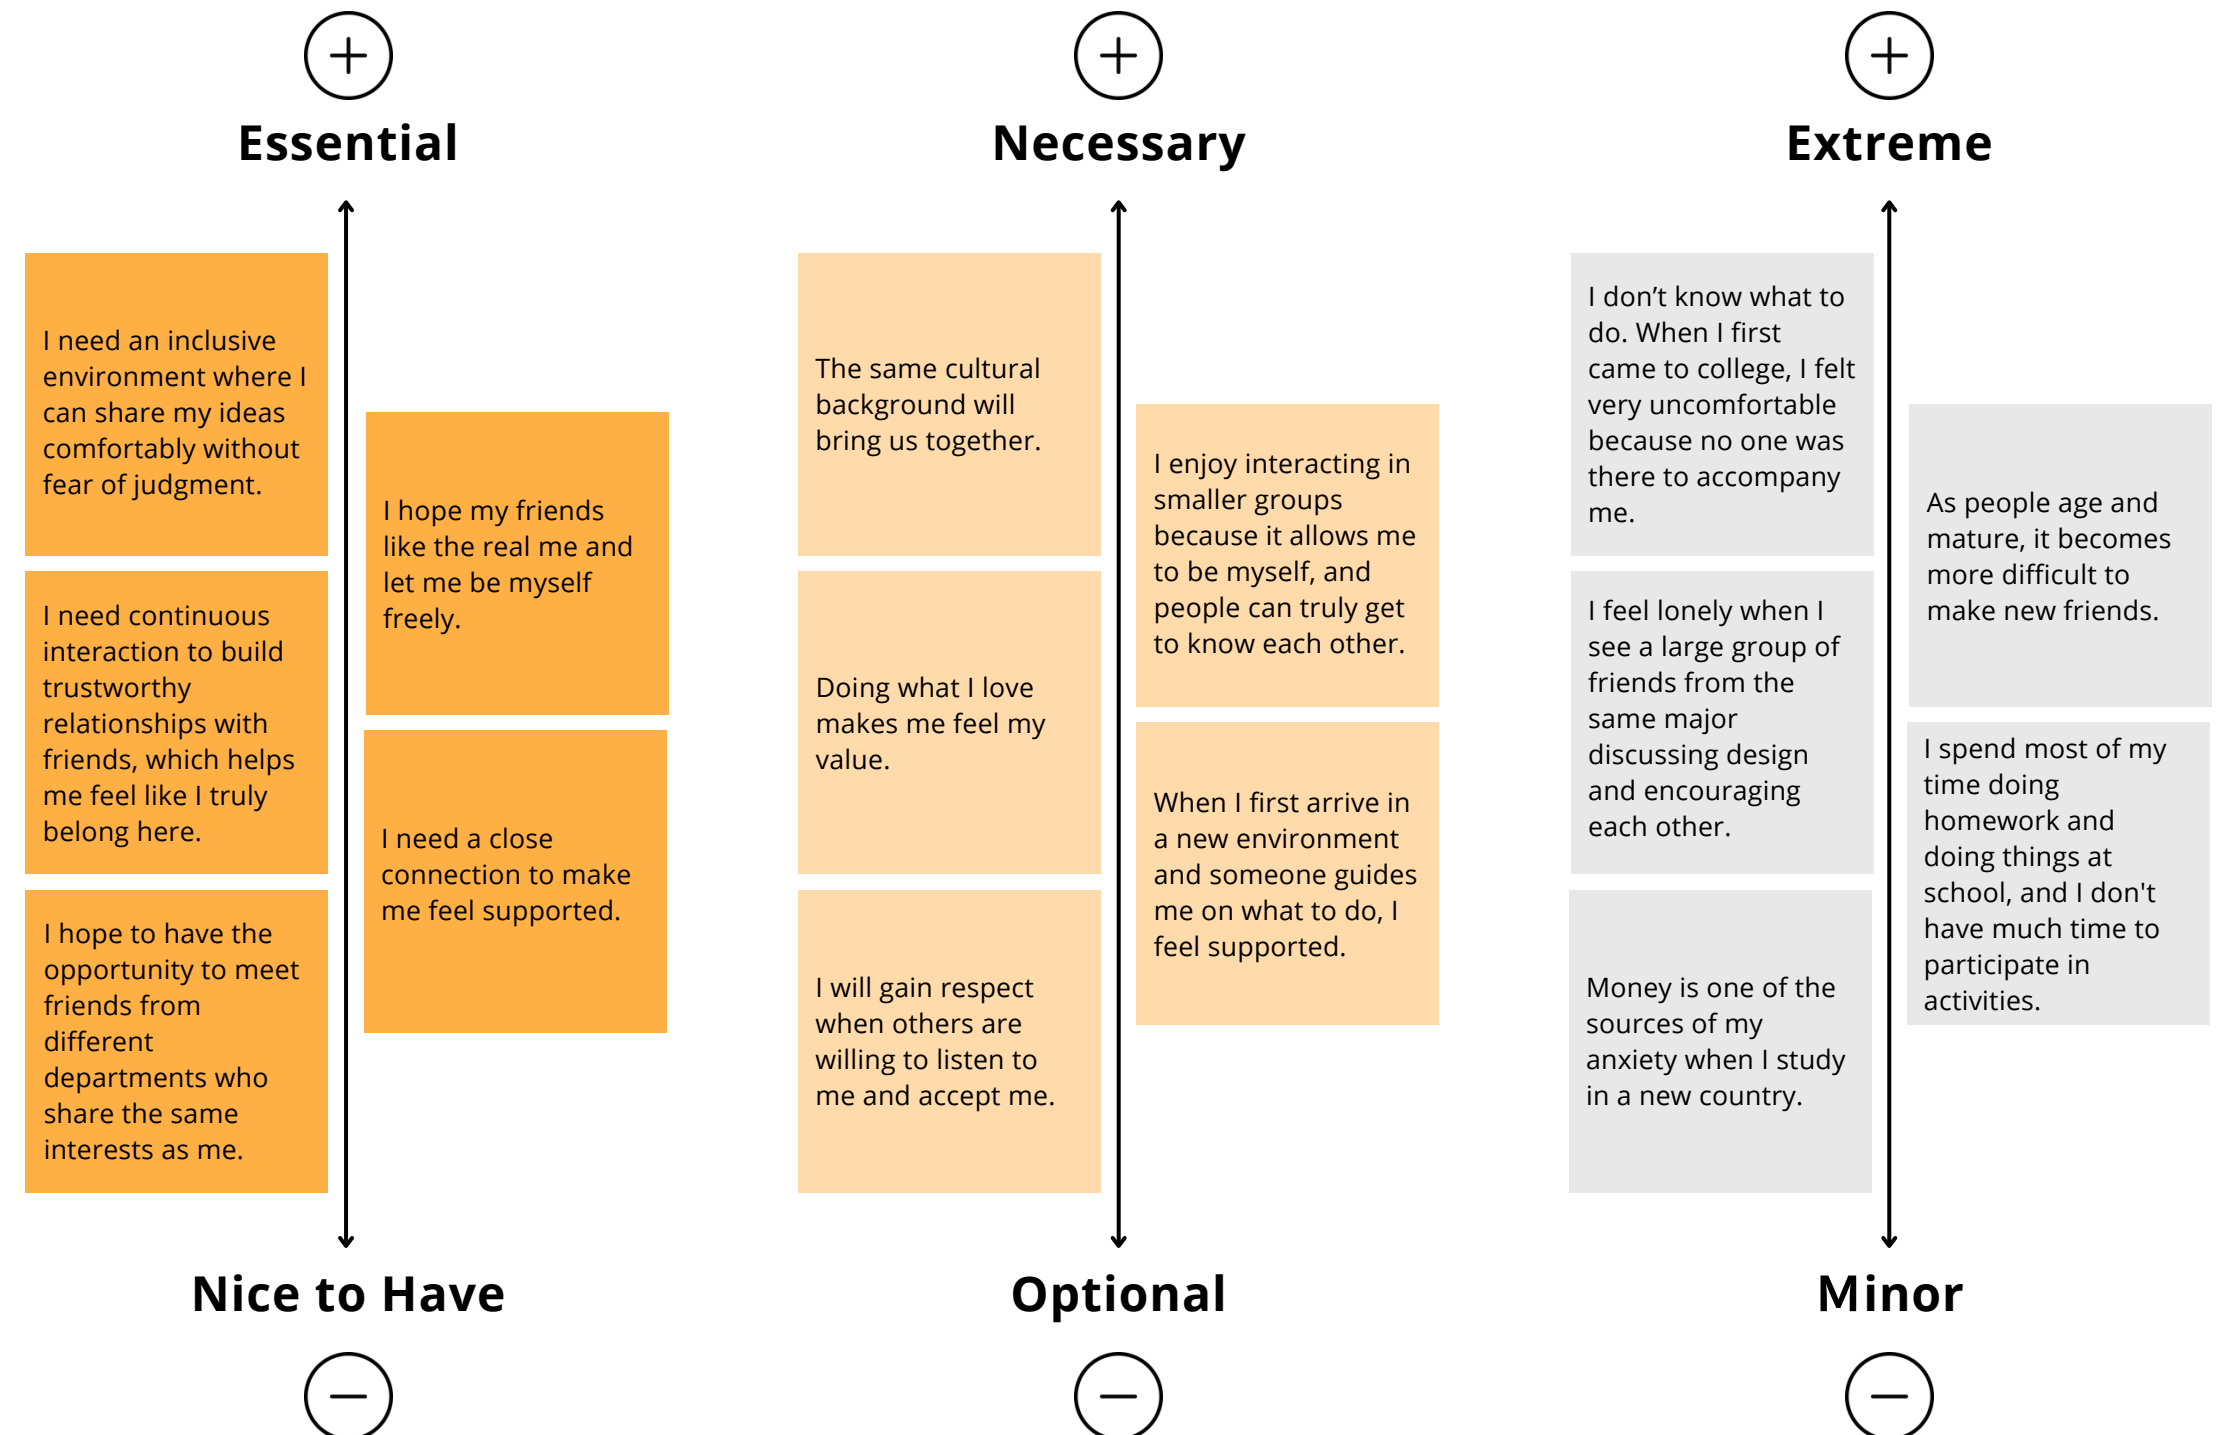 Essential
I need an inclusive
environment where I
can share my ideas
comfortably without
fear of judgment.
I hope my friends
like the real me and
let me be myself
freely.
I need continuous
interaction to build
trustworthy
relationships with
friends, which helps
me feel like I truly
belong here.
I need a close
connection to make
me feel supported.
I hope to have the
opportunity to meet
friends from
different
departments who
share the same
interests as me.
Nice to Have
Necessary
The same cultural
background will
bring us together.
I enjoy interacting in
smaller groups
because it allows me
to be myself, and
people can truly get
to know each other.
Doing what I love
makes me feel my
value.
When I first arrive in
a new environment
and someone guides
me on what to do, I
feel supported.
I will gain respect
when others are
willing to listen to
me and accept me.
Optional
Extreme
I don’t know what to
do. When I first
came to college, I felt
very uncomfortable
because no one was
there to accompany
me.
As people age and
mature, it becomes
more difficult to
make new friends.
I feel lonely when I
see a large group of
friends from the
same major
discussing design
and encouraging
each other.
I spend most of my
time doing
homework and
doing things at
school, and I don't
have much time to
participate in
activities.
Money is one of the
sources of my
anxiety when I study
in a new country.
Minor